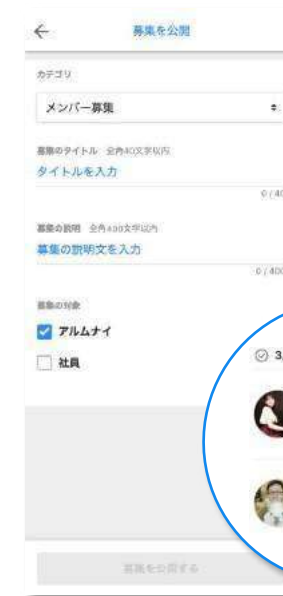 募集を公開
カテゴリ
メンバー募集
募集のタイトル 全角40文字以内
タイトルを入力
0 / 40
募集の説明 全角400文字以内
募集の説明文を入力
0 / 400
募集の対象
アルムナイ
社員
3,
募集を公開する